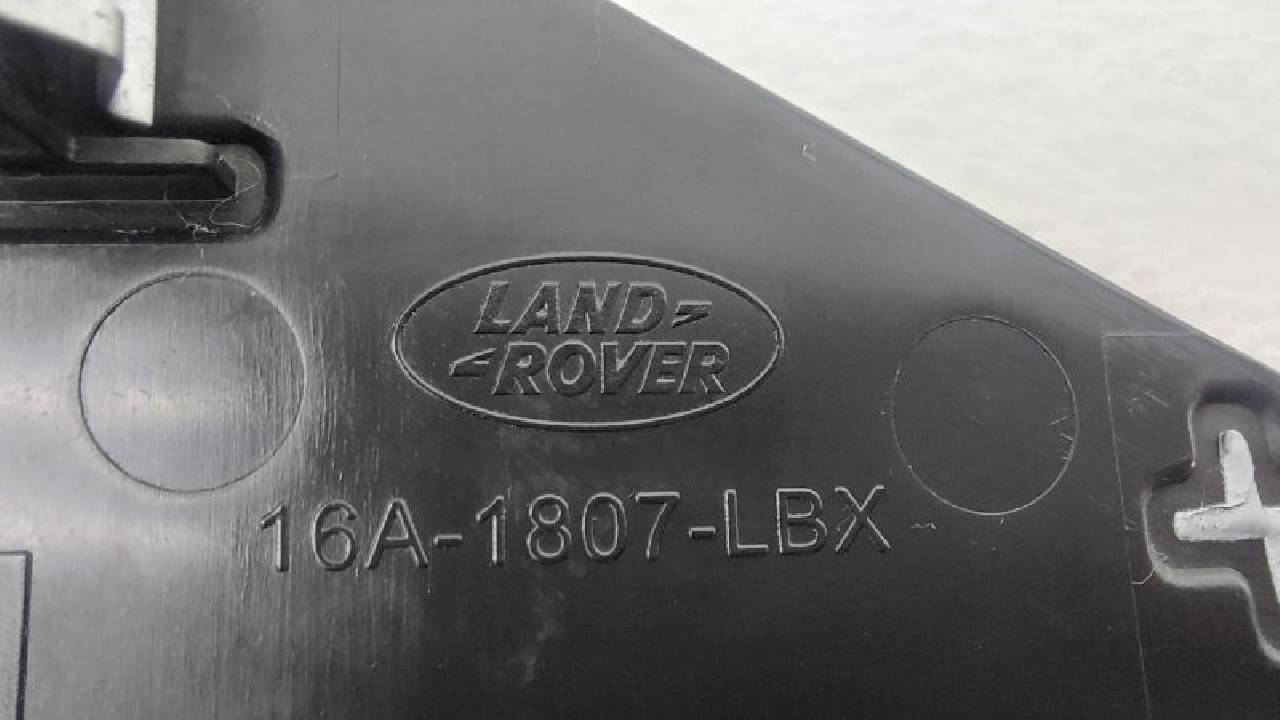 LAND
ROVER
16A-1807-LBX